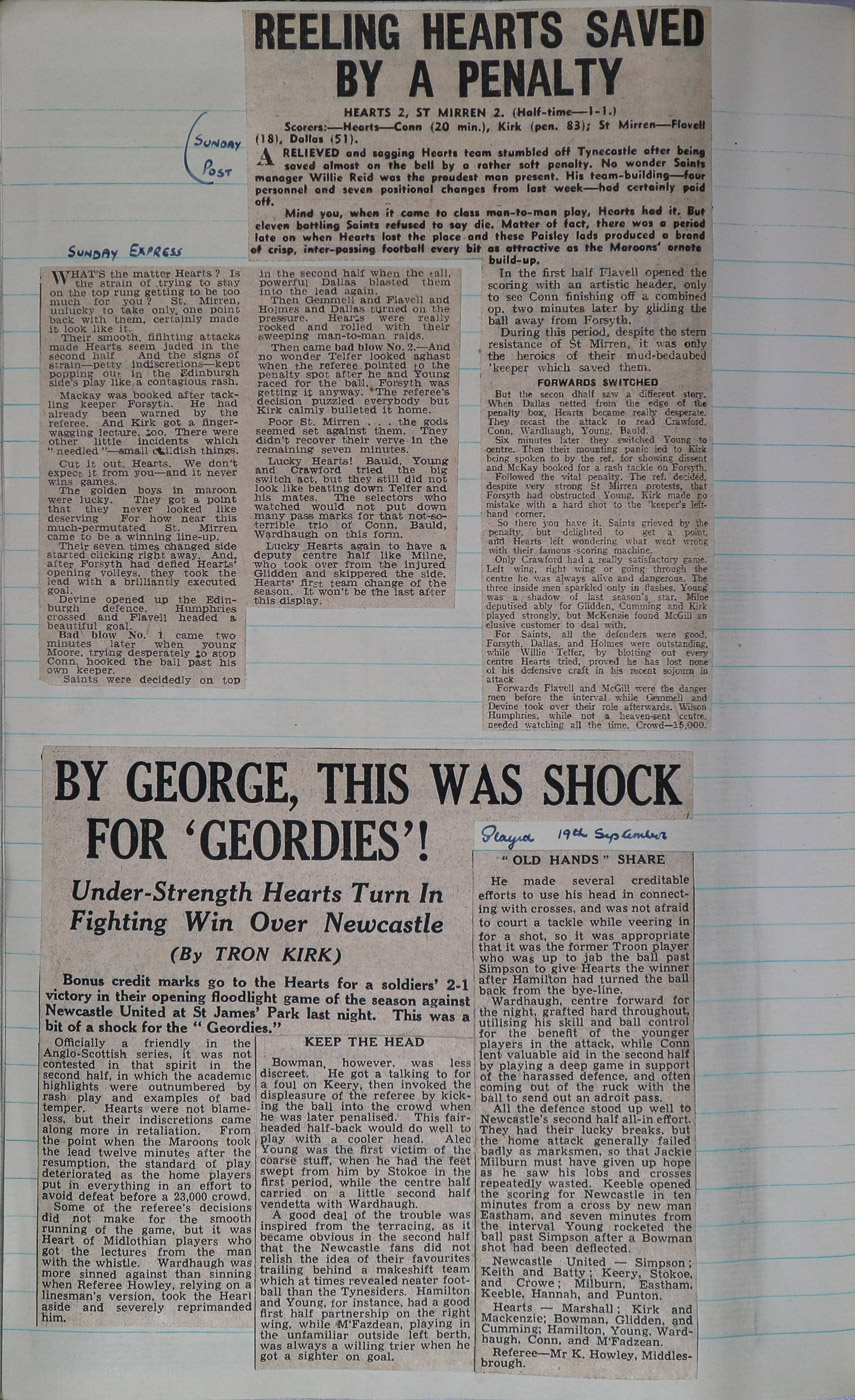 REELING HEARTS SAVED
BY A PENALTY
HEARTS 2, ST MIRREN 2. (Half-time—1-1.)
Scorers:—Hearts—Conn (20 min.), Kirk (pen. 83); St Mirren—Flavell
(18), Dallas (51).
A RELIEVED and sagging Hearts team stumbled off Tynecastle after being
saved almost on the bell by a rather soft penalty. No wonder Saints
manager Willie Reid was the proudest man present. His team-building—four
personnel and seven positional changes from last week—had certainly paid
off.
Mind you, when it came to class man-to-man play, Hearts had it. But
eleven battling Saints refused to say die. Matter of fact, there was a period
late on when Hearts lost the place and these Paisley lads produced a brand
of crisp, inter-passing football every bit as attractive as the Maroons' ornate
build-up.
In the first half Flavell opened the
scoring with an artistic header, only
to see Conn finishing off a combined
op. two minutes later by gliding the
ball away from Forsyth.
During this period, despite the stern
resistance of St Mirren, it was only
the heroics of their mud-bedaubed
'keeper which saved them.
FORWARDS SWITCHED
But the secon dhalf saw a different story.
When Dallas netted from the edge of the
penalty box, Hearts became really desperate.
They recast the attack to read Crawford,
Conn, Wardhaugh, Young, Bauld.
Six minutes later they switched Young to
centre. Then their mounting panic led to Kirk
being spoken to by the ref. for showing dissent
and McKay booked for a rash tackle on Forsyth.
Followed the vital penalty. The ref. decided,
despite very strong St Mirren protests, that
Forsyth had obstructed Young. Kirk made no
mistake with a hard shot to the 'keeper's left-
hand corner.
So there you have it. Saints grieved by the
penalty, but delighted to get a point,
and Hearts left wondering what went wrong
with their famous scoring machine.
Only Crawford had a really satisfactory game.
Left wing, right wing or going through the
centre he was always alive and dangerous. The
three inside men sparkled only in flashes. Young
was a shadow of last season's star. Milne
deputised ably for Glidden, Cumming and Kirk
played strongly, but McKenzie found McGill an
elusive customer to deal with.
For Saints, all the defenders were good.
Forsyth, Dallas, and Holmes were outstanding,
while Willie Telfer, by blotting out every
centre Hearts tried, proved he has lost none
of his defensive craft in his recent sojourn in
attack
Forwards Flavell and McGill were the danger
men before the interval while Gemmell and
Devine took over their role afterwards. Wilson
Humphries, while not a heaven-sent centre,
needed watching all the time. Crowd—15,000.
SUNDAY
POST
SUNDAY EXPRESS
WHAT'S the matter Hearts? Is
the strain of trying to stay
on the top rung getting to be too
much for you? St. Mirren,
unlucky to take only one point
back with them, certainly made
it look like it.
Their smooth, fihhting attacks
made Hearts seem jaded in the
second half And the signs of
strain—petty indiscretions—kept
popping out in the Edinburgh
side's play like a contagious rash.
Mackay was booked after tack-
ling keeper Forsyth. He had
already been warned by the
referee. And Kirk got a finger-
wagging lecture, too. There were
other little incidents which
"needled"—small childish things.
Cut it out, Hearts. We don't
expect it from you—and it never
wins games.
The golden boys in maroon
were lucky. They got a point
that they never looked like
deserving For how near this
much-permutated St. Mirren
came to be a winning line-up.
Their seven times changed side
started clicking right away. And,
after Forsyth had defied Hearts'
opening volleys, they took the
lead with a brilliantly executed
goal.
Devine opened up the Edin-
burgh defence. Humphries
crossed and Flavell headed a
beautiful goal.
Bad blow No. 1 came two
minutes later when young
Moore, trying desperately to stop
Conn, hooked the ball past his
own keeper.
Saints were decidedly on top
in the second half when the tall,
powerful Dallas blasted them
into the lead again.
Then Gemmell and Flavell and
Holmes and Dallas turned on the
pressure. Hearts were really
rocked and rolled with their
sweeping man-to-man raids.
Then came bad blow No. 2.—And
no wonder Telfer looked aghast
when the referee pointed to the
penalty spot after he and Young
raced for the ball. Forsyth was
getting it anyway. The referee's
decision puzzled everybody but
Kirk calmly bulleted it home.
Poor St. Mirren . . . the gods
seemed set against them. They
didn't recover their verve in the
remaining seven minutes.
Lucky Hearts! Bauld, Young
and Crawford tried the big
switch act, but they still did not
look like beating down Telfer and
his mates. The selectors who
watched would not put down
many pass marks for that not-so-
terrible trio of Conn, Bauld,
Wardhaugh on this form.
Lucky Hearts again to have a
deputy centre half like Milne,
who took over from the injured
Glidden and skippered the side.
Hearts' first team change of the
season. It won't be the last after
this display.
BY GEORGE, THIS WAS SHOCK
FOR 'GEORDIES'!
Under-Strength Hearts Turn In
Fighting Win Over Newcastle
(By TRON KIRK)
Bonus credit marks go to the Hearts for a soldiers' 2-1
victory in their opening floodlight game of the season against
Newcastle United at St James' Park last night. This was a
bit of a shock for the "Geordies."
Officially a friendly in the
Anglo-Scottish series, it was not
contested in that spirit in the
second half, in which the academic
highlights were outnumbered by
rash play and examples of bad
temper. Hearts were not blame-
less, but their indiscretions came
along more in retaliation. From
the point when the Maroons took
the lead twelve minutes after the
resumption, the standard of play
deteriorated as the home players
put in everything in an effort to
avoid defeat before a 23,000 crowd.
Some of the referee's decisions
did not make for the smooth
running of the game, but it was
Heart of Midlothian players who
got the lectures from the man
with the whistle. Wardhaugh was
more sinned against than sinning
when Referee Howley, relying on a
linesman's version, took the Heart
aside and severely reprimanded
him.
KEEP THE HEAD
Bowman, however, was less
discreet. He got a talking to for
a foul on Keery, then invoked the
displeasure of the referee by kick-
ing the ball into the crowd when
he was later penalised. This fair-
headed half-back would do well to
play with a cooler head. Alec
Young was the first victim of the
coarse stuff, when he had the feet
swept from him by Stokoe in the
first period, while the centre half
carried on a little second half
vendetta with Wardhaugh.
A good deal of the trouble was
inspired from the terracing, as it
became obvious in the second half
that the Newcastle fans did not
relish the idea of their favourites
trailing behind a makeshift team
which at times revealed neater foot-
ball than the Tynesiders. Hamilton
and Young, for instance, had a good
first half partnership on the right
wing, while M'Fazdean, playing in
the unfamiliar outside left berth,
was always a willing trier when he
got a sighter on goal.
Played 19th September
"OLD HANDS" SHARE
He made several creditable
efforts to use his head in connect-
ing with crosses, and was not afraid
to court a tackle while veering in
for a shot, so it was appropriate
that it was the former Troon player
who was up to jab the ball past
Simpson to give Hearts the winner
after Hamilton had turned the ball
back from the bye-line.
Wardhaugh, centre forward for
the night, grafted hard throughout,
utilising his skill and ball control
for the benefit of the younger
players in the attack, while Conn
lent valuable aid in the second half
by playing a deep game in support
of the harassed defence, and often
coming out of the ruck with the
ball to send out an adroit pass.
All the defence stood up well to
Newcastle's second half all-in effort.
They had their lucky breaks, but
the home attack generally failed
badly as marksmen, so that Jackie
Milburn must have given up hope
as he saw his lobs and crosses
repeatedly wasted. Keeble opened
the scoring for Newcastle in ten
minutes from a cross by new man
Eastham, and seven minutes from
the interval Young rocketed the
ball past Simpson after a Bowman
shot had been deflected.
Newcastle United — Simpson;
Keith and Batty; Keery, Stokoe,
and Crowe; Milburn, Eastham,
Keeble, Hannah, and Punton.
Hearts — Marshall; Kirk and
Mackenzie; Bowman, Glidden, and
Cumming; Hamilton, Young, Ward-
haugh, Conn, and M'Fadzean.
Referee—Mr K. Howley, Middles-
brough.